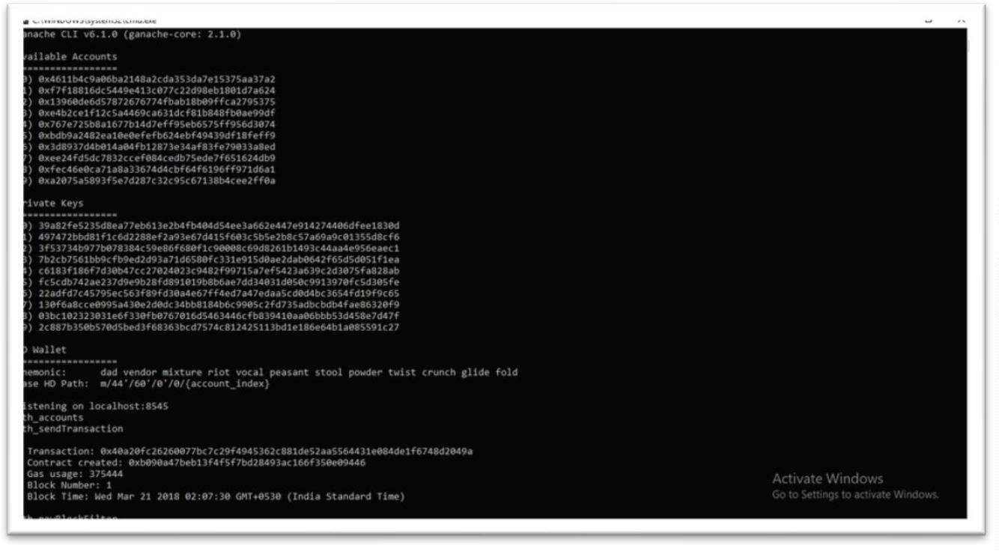 C:\WINDOWS\system32\cmd.exe
anache CLI v6.1.0 (ganache-core: 2.1.0)
vailable Accounts
==================
0) 0x4611b4c9a06ba2148a2cda353da7e15375aa37a2
1) 0xf7f18816dc5449e413c077c22d98eb1801d7a624
2) 0x13960de6d57872676774fbab18b09ffca2795375
3) 0xe4b2ce1f12c5a4469ca631dcf81b848fb0ae99df
4) 0x767e725b8a1677b14d7eff95eb6575ff956d3074
5) 0xbdb9a2482ea10e0efefb624ebf49439df18feff9
6) 0x3d8937d4b014a04fb12873e34af83fe79033a8ed
7) 0xee24fd5dc7832ccef084cedb75ede7f651624db9
8) 0xfec46e0ca71a8a33674d4cbf64f6196ff971d6a1
9) 0xa2075a5893f5e7d287c32c95c67138b4cee2ff0a
rivate Keys
==================
0) 39a82fe5235d8ea77eb613e2b4fb404d54ee3a662e447e914274406dfee1830d
1) 497472bbd81f1c6d2288ef2a93e67d415f603c5b5e2b8c57a69a9c01355d8cf6
2) 3f53734b977b078384c59e86f680f1c90008c69d8261b1493c44aa4e956eaec1
3) 7b2cb7561bb9cfb9ed2d93a71d6580fc331e915d0ae2dab0642f65d5d051f1ea
4) c6183f186f7d30b47cc27024023c9482f99715a7ef5423a639c2d3075fa828ab
5) fc5cdb742ae237d9e9b28fd891019b8b6ae7dd34031d050c9913970fc5d305fe
6) 22adfd7c45795ec563f89fd30a4e67ff4ed7a47edaa5cd0d4bc3654fd19f9c65
7) 130f6a8cce0995a430e2d0dc34bb8184b6c9905c2fd735adbcbdb4fae86320f9
8) 03bc102323031e6f330fb0767016d5463446cfb839410aa06bbb53d458e7d47f
9) 2c887b350b570d5bed3f68363bcd7574c812425113bd1e186e64b1a085591c27
D Wallet
==================
nemonic:      dad vendor mixture riot vocal peasant stool powder twist crunch glide fold
ase HD Path:  m/44'/60'/0'/0/{account_index}
istening on localhost:8545
th_accounts
th_sendTransaction
Transaction: 0x40a20fc26260077bc7c29f4945362c881de52aa5564431e084de1f6748d2049a
Contract created: 0xb090a47beb13f4f5f7bd28493ac166f350e09446
Gas usage: 375444
Block Number: 1
Block Time: Wed Mar 21 2018 02:07:30 GMT+0530 (India Standard Time)
th_newBlockFilter
Activate Windows
Go to Settings to activate Windows.